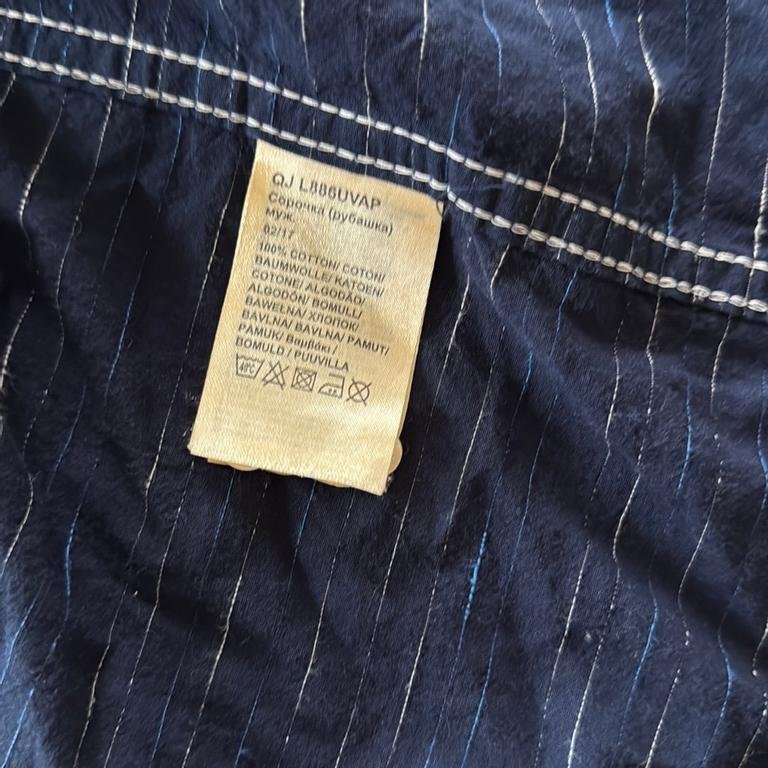 QJ L886UVAP
Сорочка (рубашка)
муж.
02/17
100% COTTON/ COTON/
BAUMWOLLE/ KATOEN/
COTONE/ ALGODÃO/
ALGODÓN/ BOMULL/
BAWEŁNA/ ХЛОПОК/
BAVLNA/ BAVLNA/ PAMUT/
PAMUK/ Βαμβάκι /
BOMULD / PUUVILLA
40°C